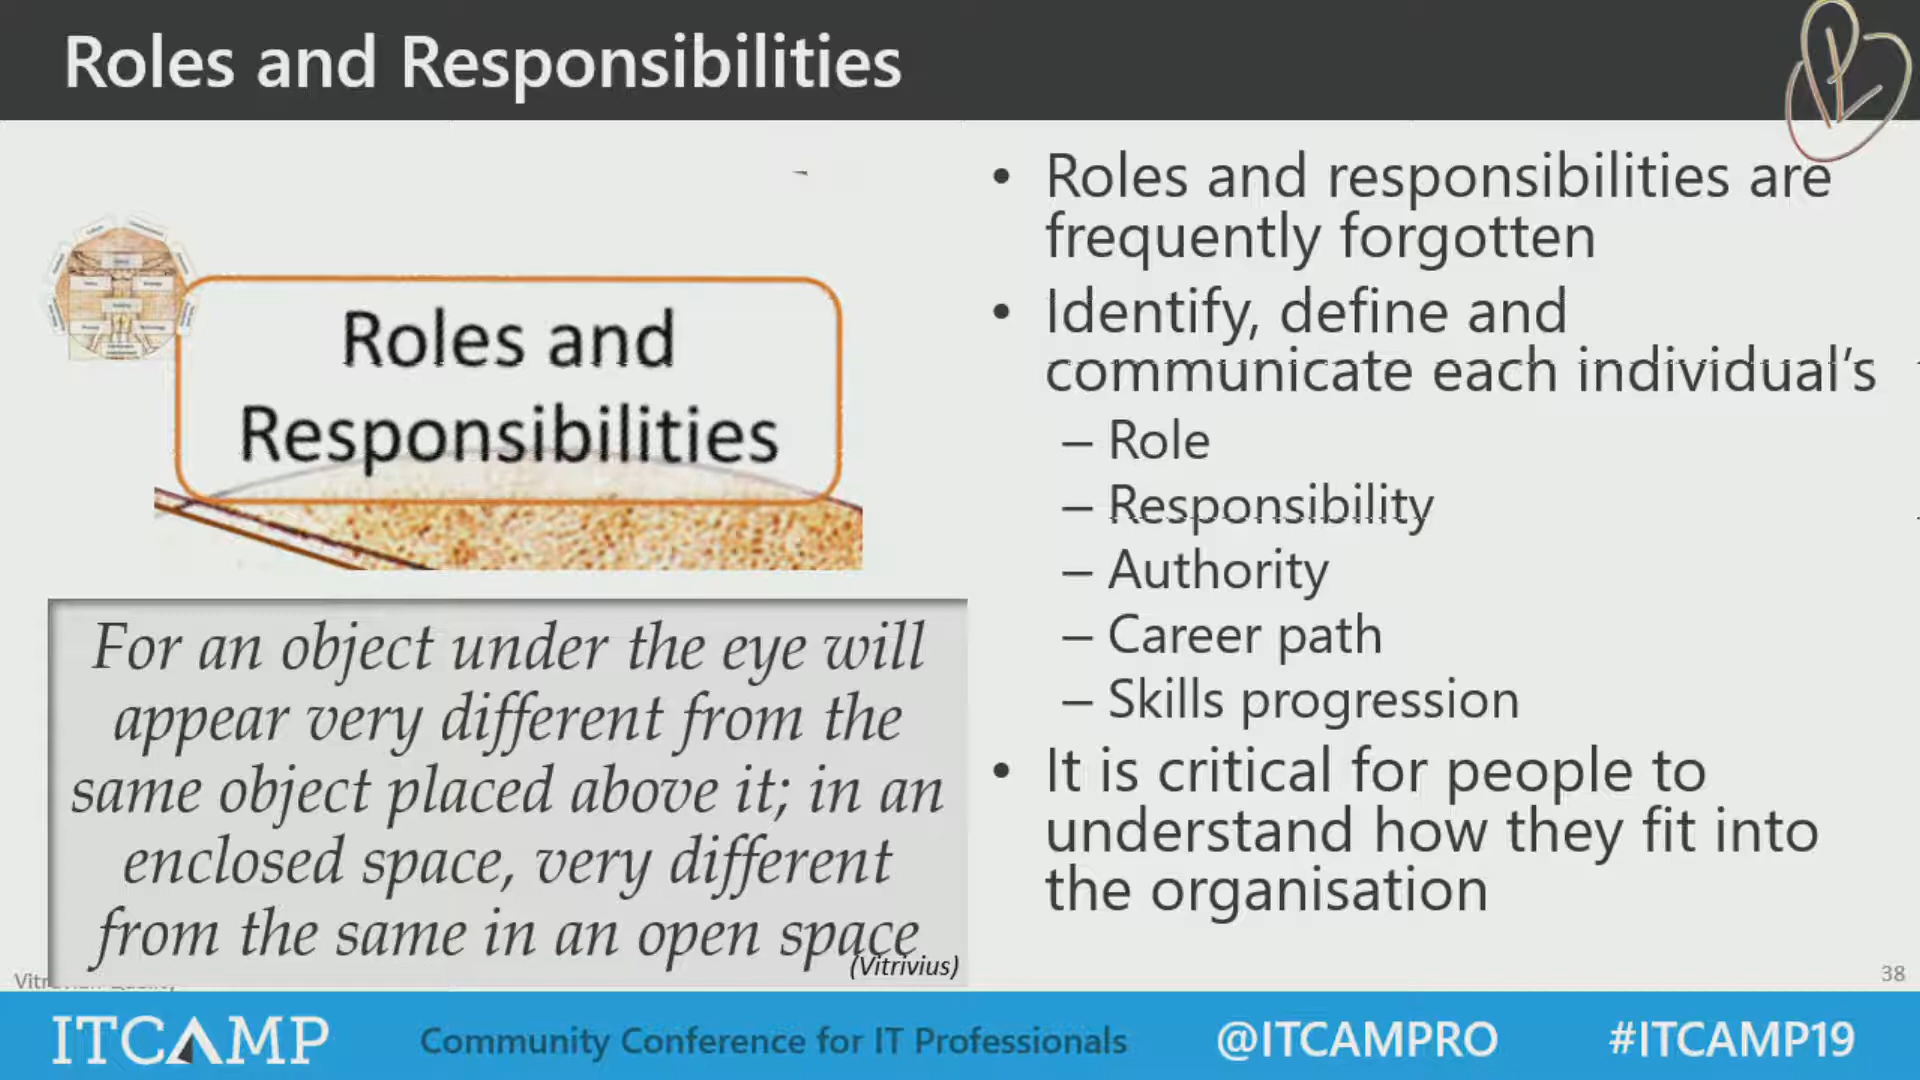 Roles and Responsibilities
Roles and
Responsibilities
For an object under the eye will
appear very different from the
same object placed above it; in an
enclosed space, very different
from the same in an open space
(Vitrivius)
• Roles and responsibilities are
frequently forgotten
• Identify, define and
communicate each individual’s
– Role
– Responsibility
– Authority
– Career path
– Skills progression
• It is critical for people to
understand how they fit into
the organisation
38
ITCAMP
Community Conference for IT Professionals
@ITCAMPRO
#ITCAMP19